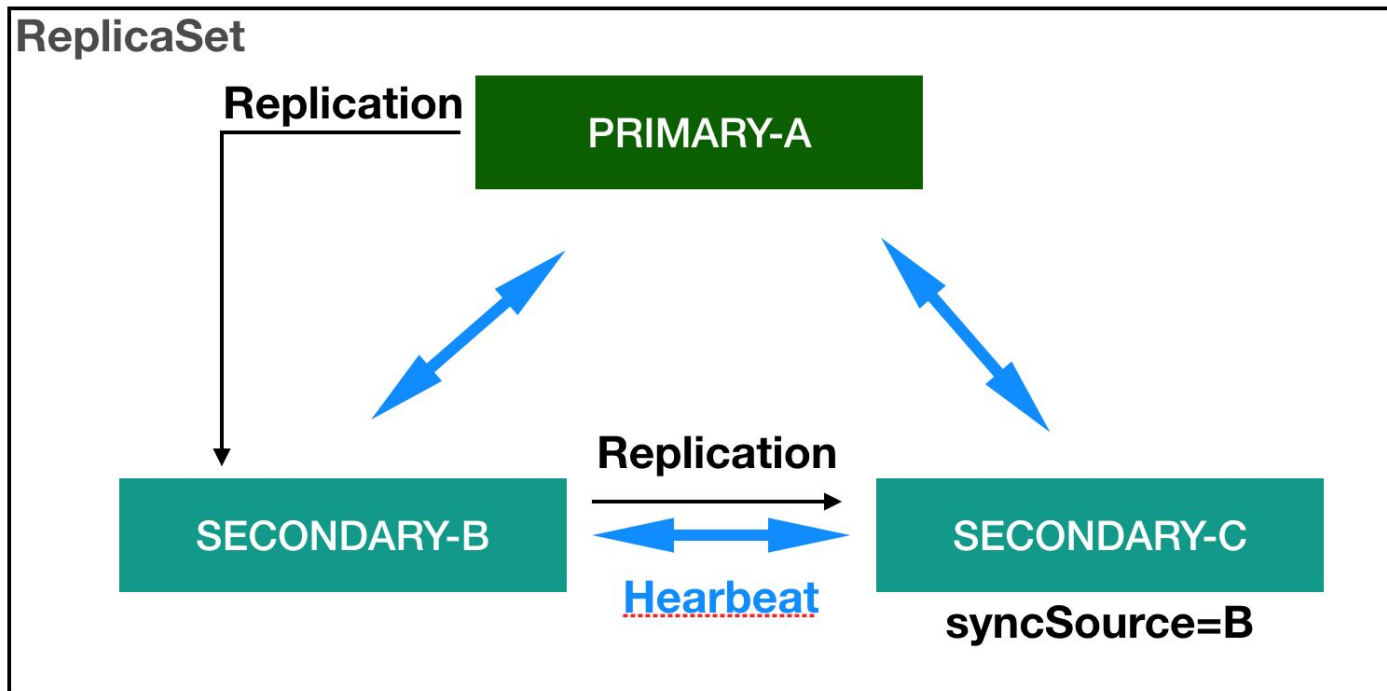 ReplicaSet
Replication
PRIMARY-A
Replication
SECONDARY-B
SECONDARY-C
Hearbeat
syncSource=B